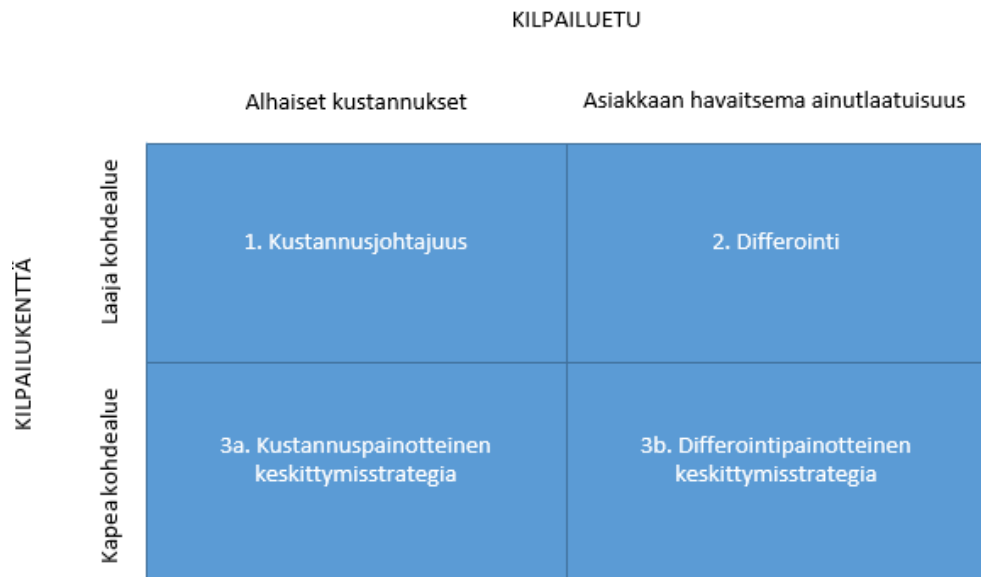 KILPAILUETU
Alhaiset kustannukset
Asiakkaan havaitsema ainutlaatuisuus
KILPAILUKENTTÄ
Laaja kohdealue
1. Kustannusjohtajuus
2. Differointi
Kapea kohdealue
3a. Kustannuspainotteinen
keskittymisstrategia
3b. Differointipainotteinen
keskittymisstrategia